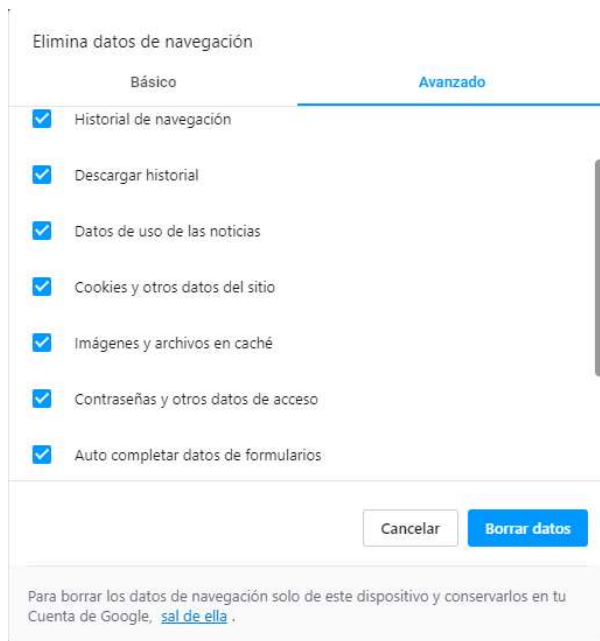 Elimina datos de navegación
Básico
Avanzado
Historial de navegación
Descargar historial
Datos de uso de las noticias
Cookies y otros datos del sitio
Imágenes y archivos en caché
Contraseñas y otros datos de acceso
Auto completar datos de formularios
Cancelar
Borrar datos
Para borrar los datos de navegación solo de este dispositivo y conservarlos en tu
Cuenta de Google, sal de ella .